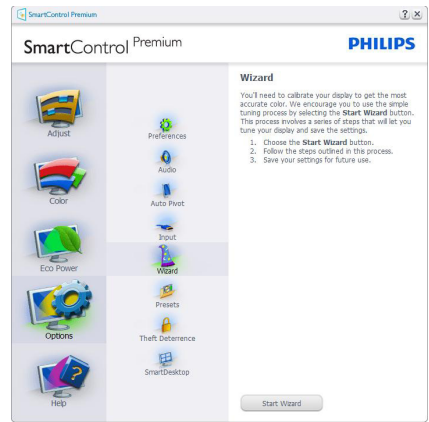 SmartControl Premium
? X
SmartControl Premium
PHILIPS
Adjust
Color
Eco Power
Options
Help
Preferences
Audio
Auto Pivot
Input
Wizard
Presets
Theft Deterrence
SmartDesktop
Wizard
You'll need to calibrate your display to get the most
accurate color. We encourage you to use the simple
tuning process by selecting the Start Wizard button.
This process involves a series of steps that will let you
tune your display and save the settings.
1. Choose the Start Wizard button.
2. Follow the steps outlined in this process.
3. Save your settings for future use.
Start Wizard